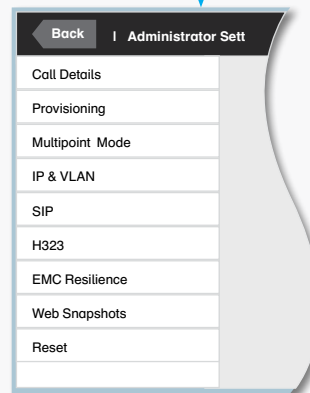 Back | Administrator Sett
Call Details
Provisioning
Multipoint Mode
IP & VLAN
SIP
H323
EMC Resilience
Web Snapshots
Reset